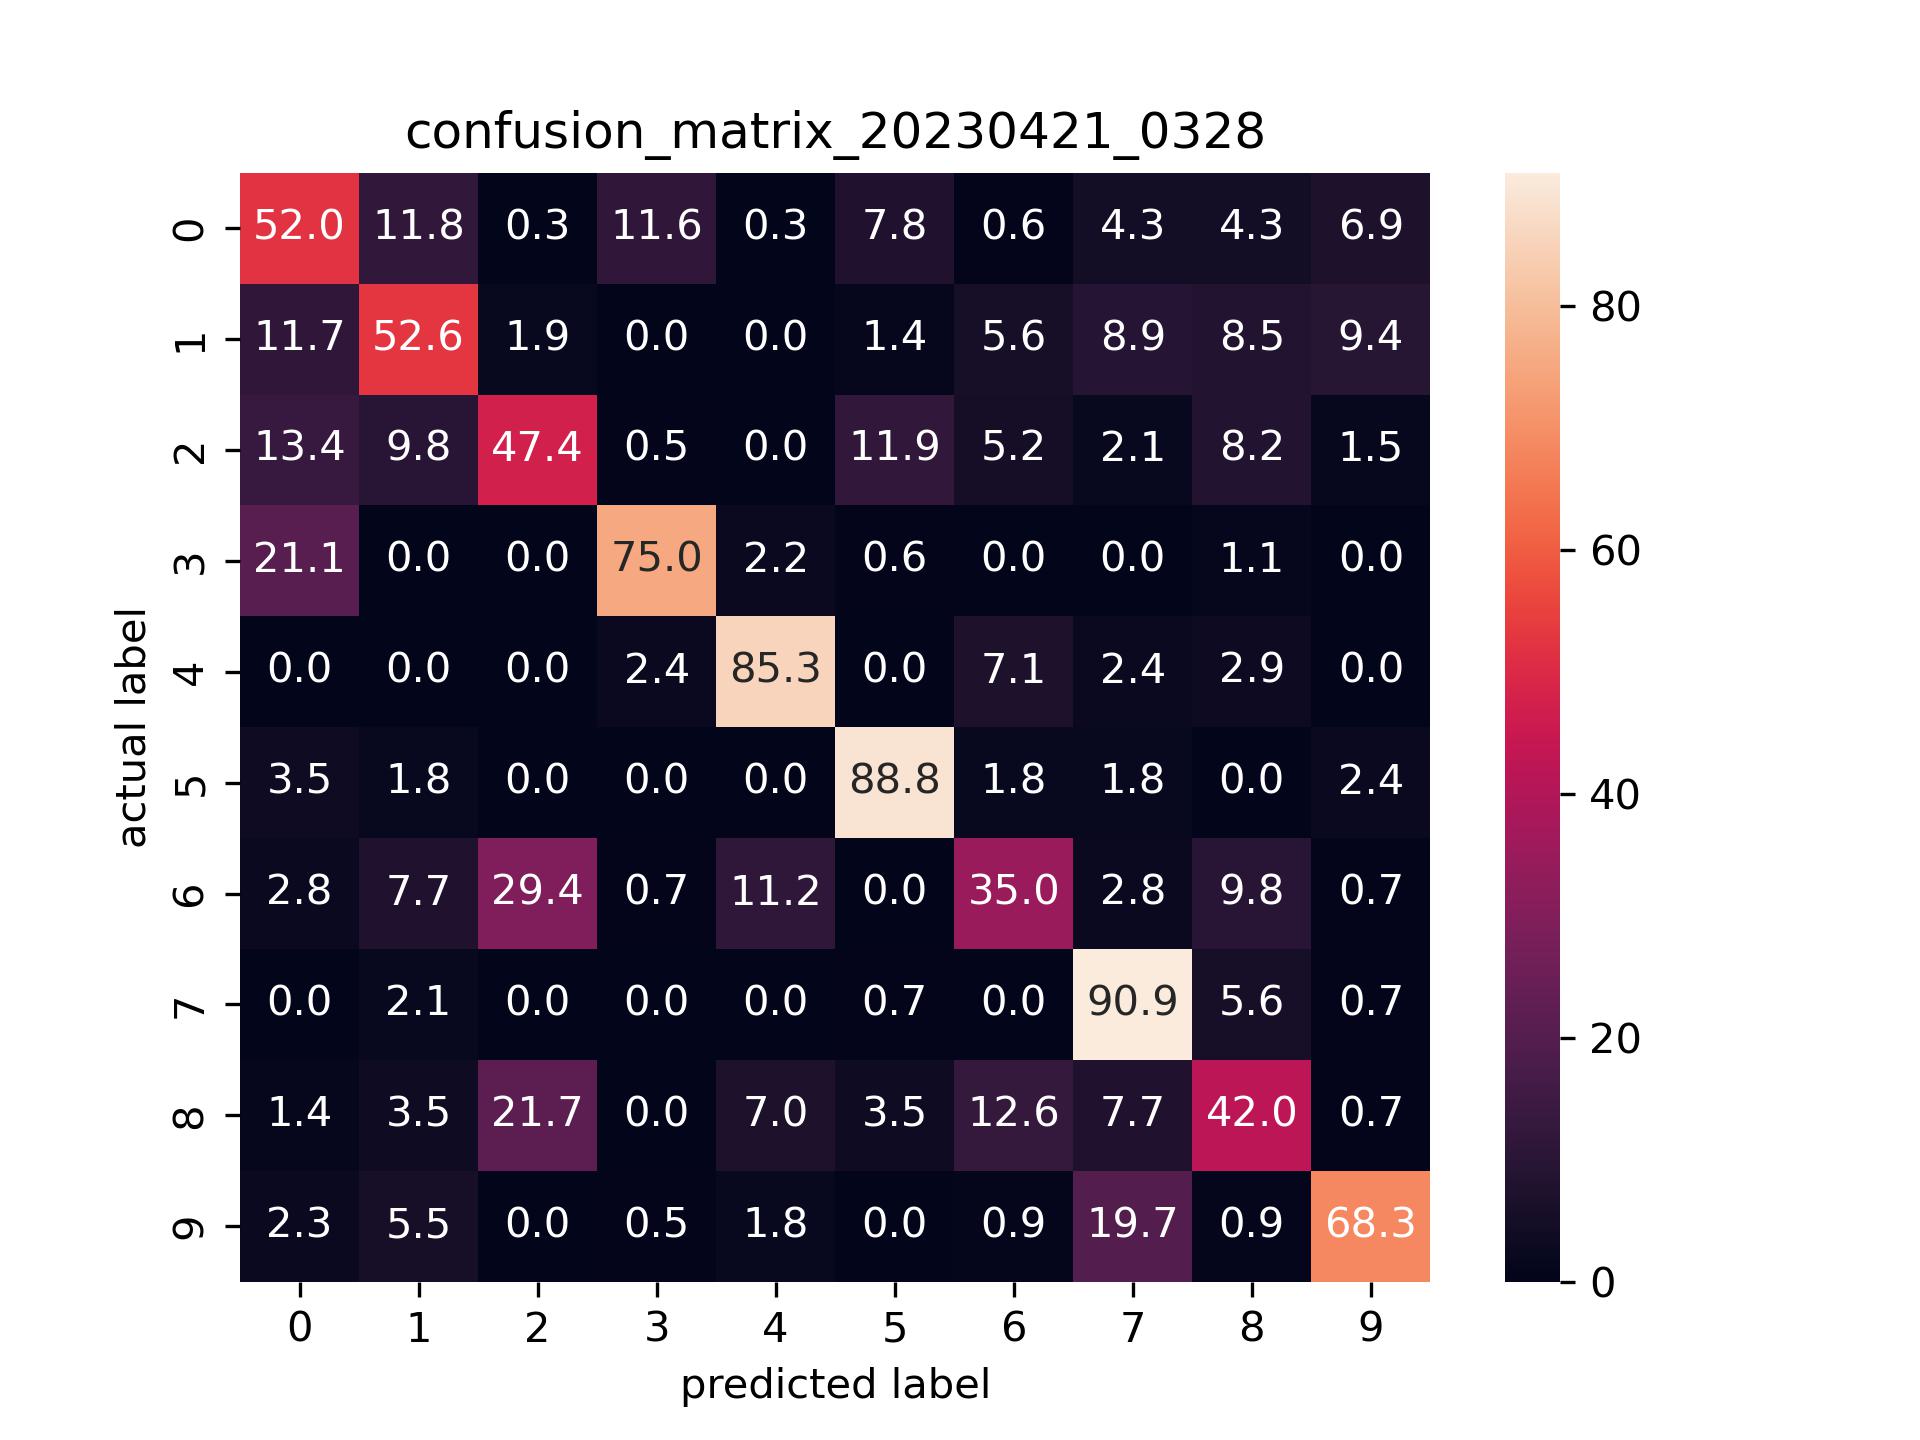 confusion_matrix_20230421_0328
0 52.0 11.8 0.3 11.6 0.3 7.8 0.6 4.3 4.3 6.9
1 11.7 52.6 1.9 0.0 0.0 1.4 5.6 8.9 8.5 9.4
80
2 13.4 9.8 47.4 0.5 0.0 11.9 5.2 2.1 8.2 1.5
3 21.1 0.0 0.0 75.0 2.2 0.6 0.0 0.0 1.1 0.0
60
4 0.0 0.0 0.0 2.4 85.3 0.0 7.1 2.4 2.9 0.0
actual label
5 3.5 1.8 0.0 0.0 0.0 88.8 1.8 1.8 0.0 2.4
40
6 2.8 7.7 29.4 0.7 11.2 0.0 35.0 2.8 9.8 0.7
7 0.0 2.1 0.0 0.0 0.0 0.7 0.0 90.9 5.6 0.7
20
8 1.4 3.5 21.7 0.0 7.0 3.5 12.6 7.7 42.0 0.7
9 2.3 5.5 0.0 0.5 1.8 0.0 0.9 19.7 0.9 68.3
0
0 1 2 3 4 5 6 7 8 9
predicted label